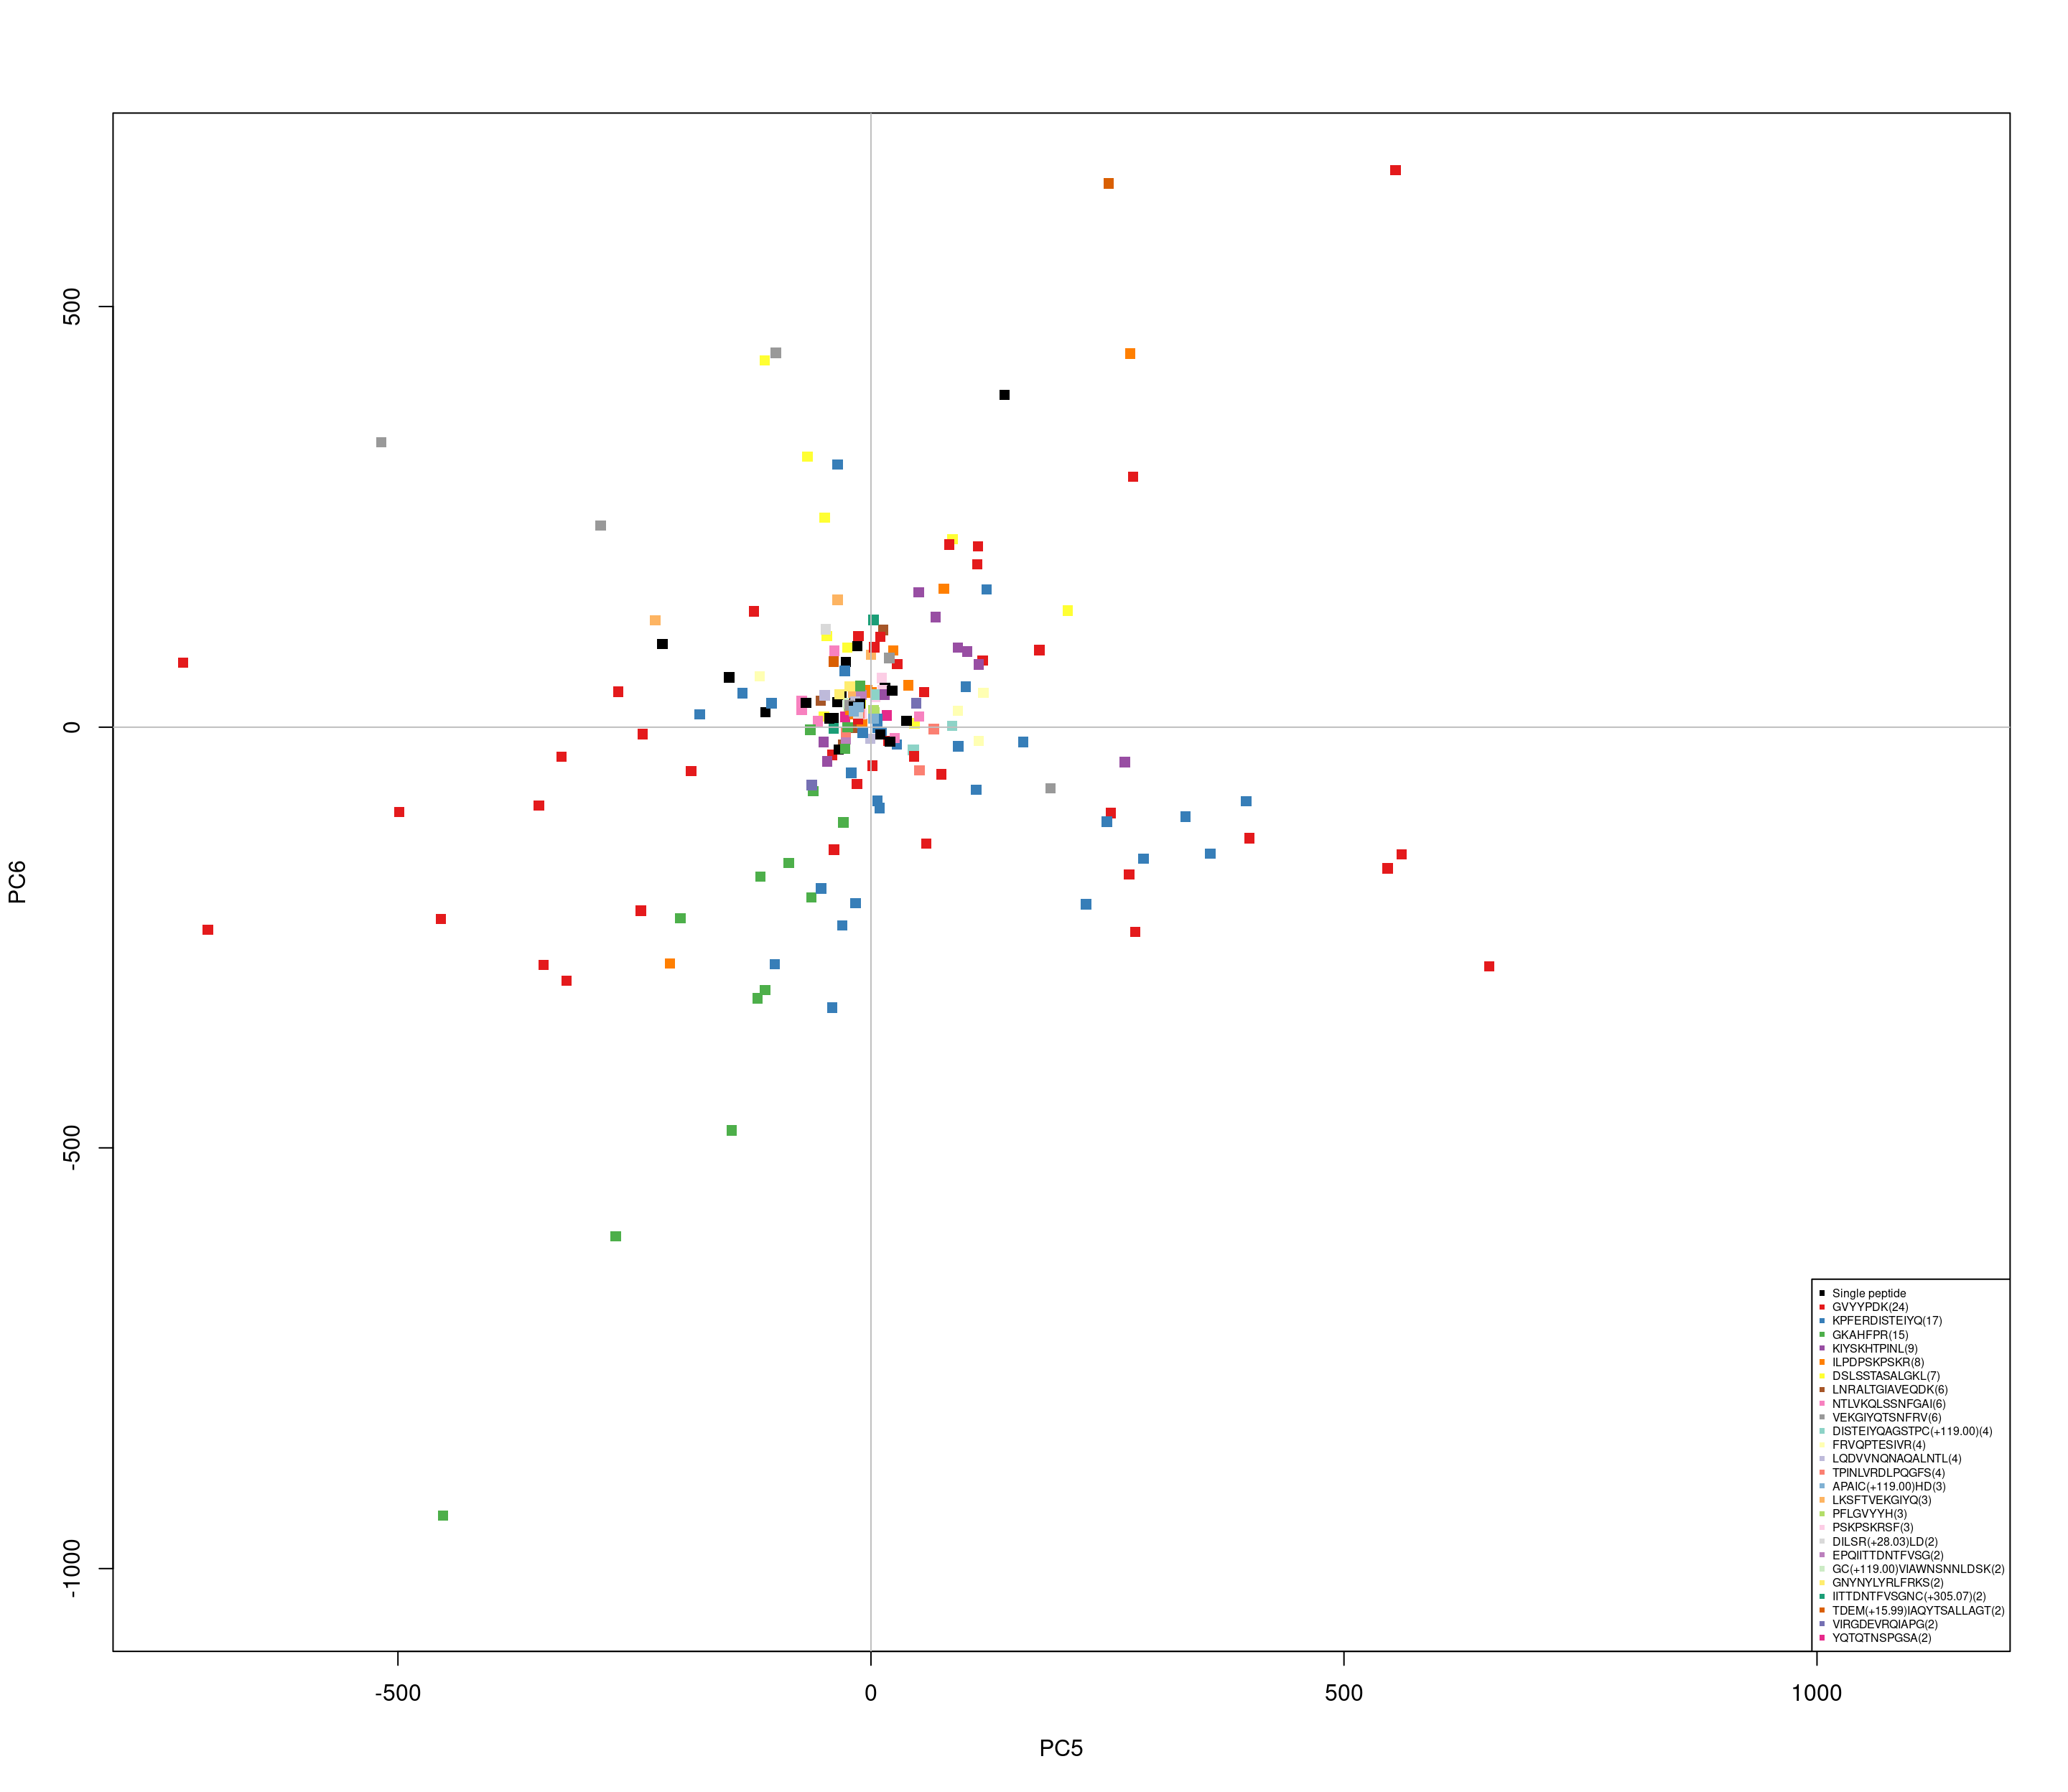 500
0
-500
-1000
PC6
-500
0
500
1000
PC5
Single peptide
GVYYPDK(24)
KPFERDISTEIYQ(17)
GKAHFPR(15)
KIYSKHTPINL(9)
ILPDPSKPSKR(8)
DSLSSTASALGKL(7)
LNRALTGIAVEQDK(6)
NTLVKQLSSNFGAI(6)
VEKGIYQTSNFRV(6)
DISTEIYQAGSTPC(+119.00)(4)
FRVQPTESIVR(4)
LQDVVNQNAQALNTL(4)
TPINLVRDLPQGFS(4)
APAIC(+119.00)HD(3)
LKSFTVEKGIYQ(3)
PFLGVYYH(3)
PSKPSKRSF(3)
DILSR(+28.03)LD(2)
EPQIITTDNTFVSG(2)
GC(+119.00)VIAWNSNNLDSK(2)
GNYNYLYRLFRKS(2)
IITTDNTFVSGNC(+305.07)(2)
TDEM(+15.99)IAQYTSALLAGT(2)
VIRGDEVRQIAPG(2)
YQTQTNSPGSA(2)